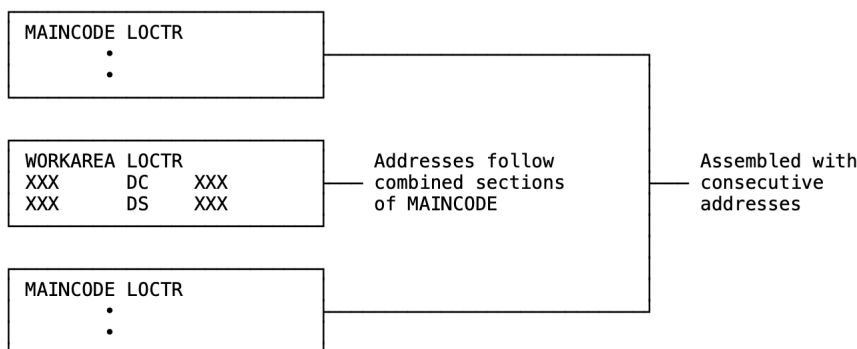 MAINCODE LOCTR
•
•
WORKAREA LOCTR
XXX DC XXX
XXX DS XXX
Addresses follow
combined sections
of MAINCODE
Assembled with
consecutive
addresses
MAINCODE LOCTR
•
•